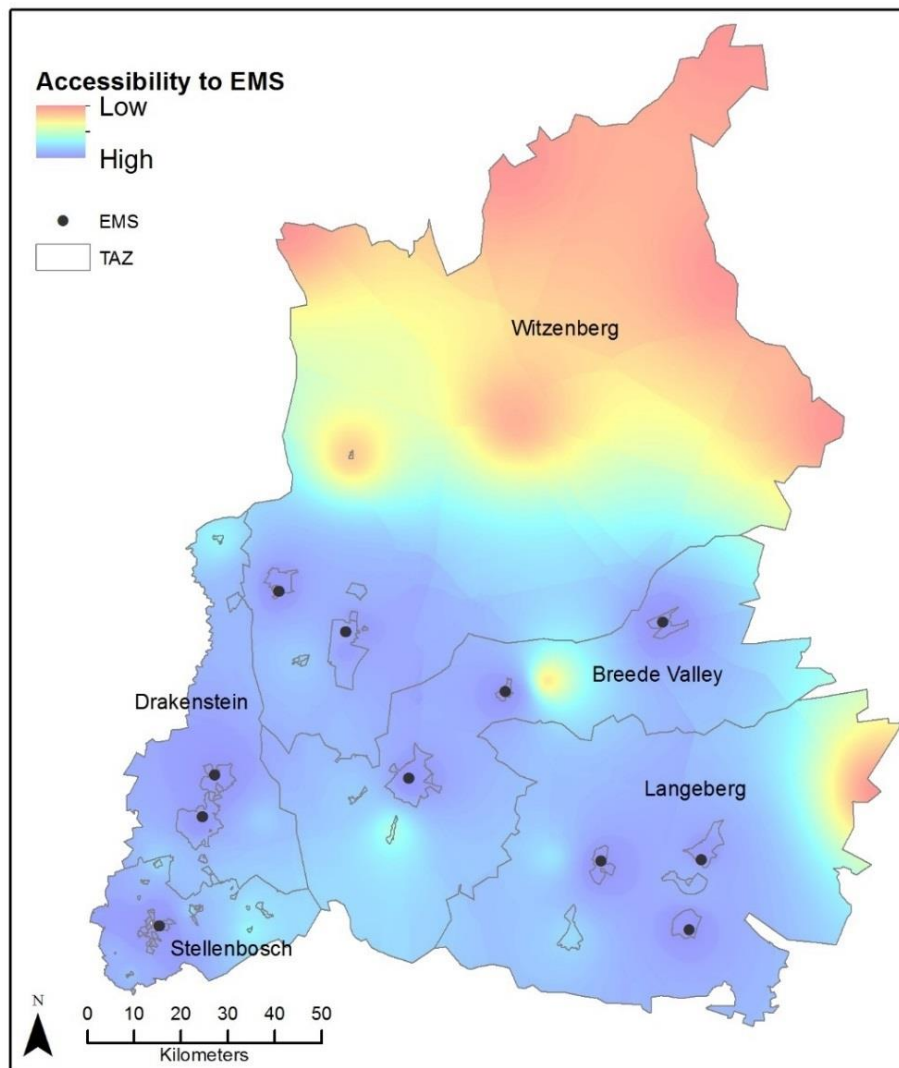 Accessibility to EMS
Low
High
EMS
TAZ
Witzenberg
Breede Valley
Drakenstein
Langeberg
Stellenbosch
N
0 10 20 30 40 50
Kilometers